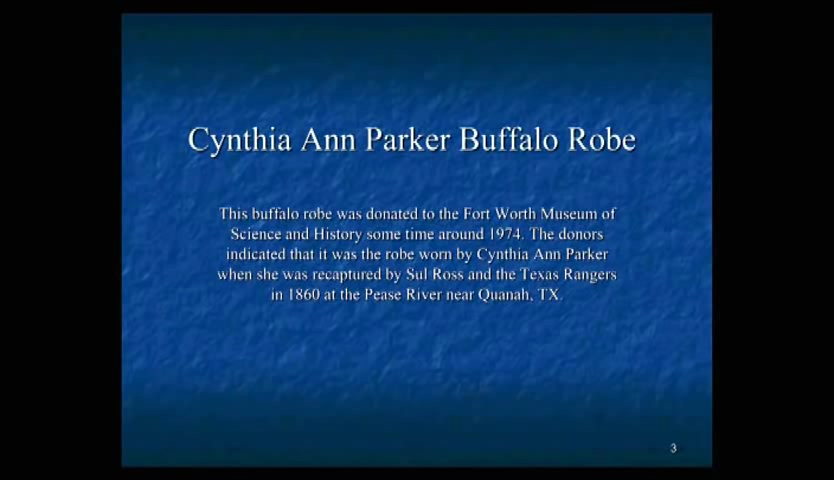 Cynthia Ann Parker Buffalo Robe
This buffalo robe was donated to the Fort Worth Museum of
Science and History some time around 1974. The donors
indicated that it was the robe worn by Cynthia Ann Parker
when she was recaptured by Sul Ross and the Texas Rangers
in 1860 at the Pease River near Quanah, TX.
3